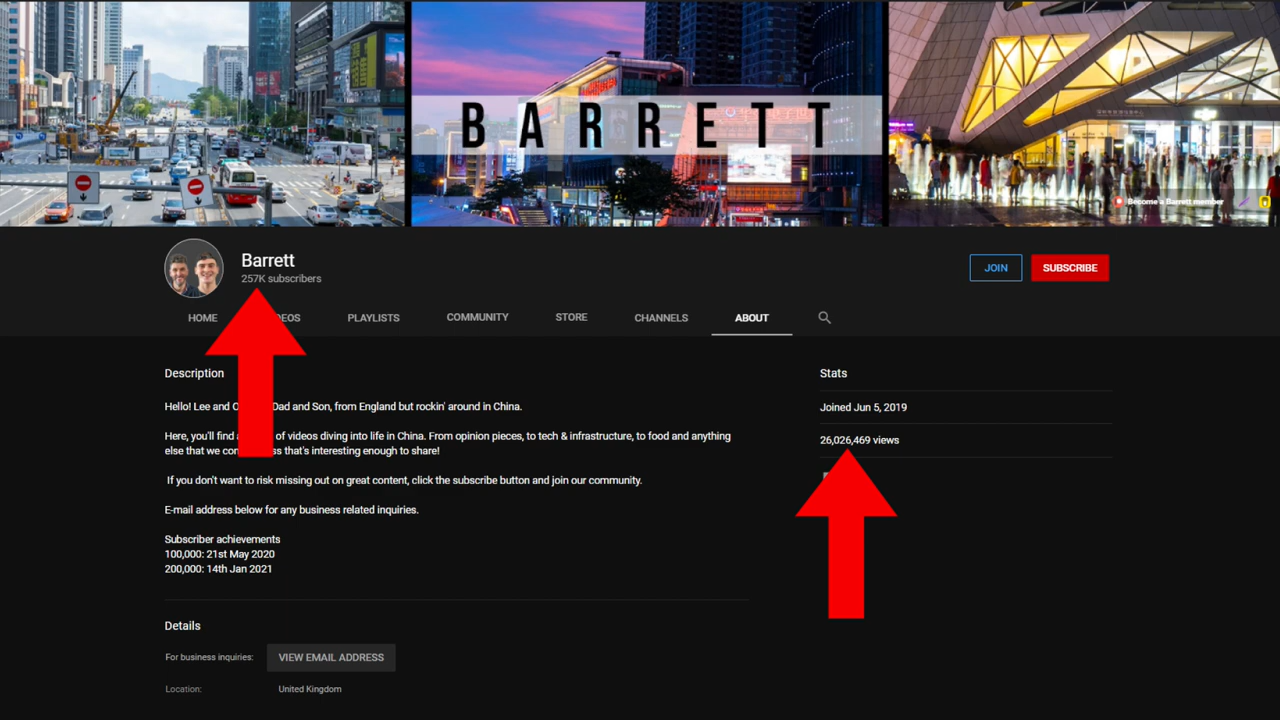 BARRETT
Become a Barrett member
Barrett
257K subscribers
JOIN
SUBSCRIBE
HOME
PLAYLISTS
COMMUNITY
STORE
CHANNELS
ABOUT
Description
Hello! Lee and Dad and Son, from England but rockin' around in China.
Here, you'll find of videos diving into life in China. From opinion pieces, to tech & infrastructure, to food and anything
else that we that's interesting enough to share!
If you don't want to risk missing out on great content, click the subscribe button and join our community.
E-mail address below for any business related inquiries.
Subscriber achievements
100,000: 21st May 2020
200,000: 14th Jan 2021
Details
For business inquiries:
VIEW EMAIL ADDRESS
Location:
United Kingdom
Stats
Joined Jun 5, 2019
26,026,469 views